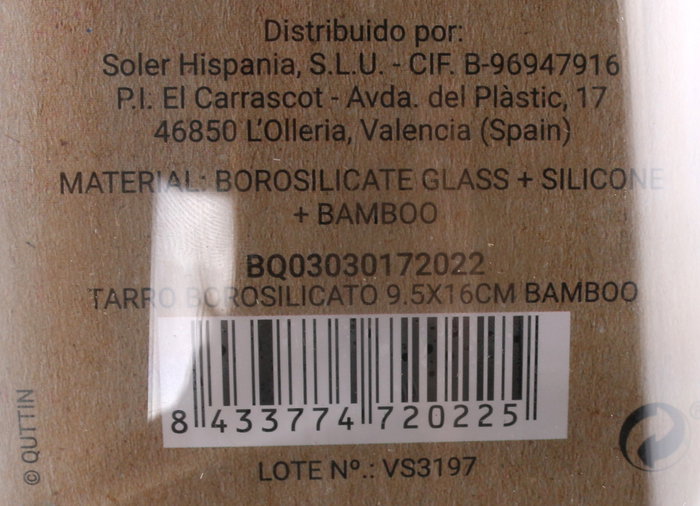 Distribuido por:
Soler Hispania, S.L.U. - CIF. B-96947916
P.I. El Carrascot - Avda. del Plàstic, 17
46850 L'Olleria, Valencia (Spain)
MATERIAL: BOROSILICATE GLASS + SILICONE
+ BAMBOO
BQ03030172022
TARRO BOROSILICATO 9.5X16CM BAMBOO
8 433774 720225
LOTE Nº.: VS3197
© QUTTIN